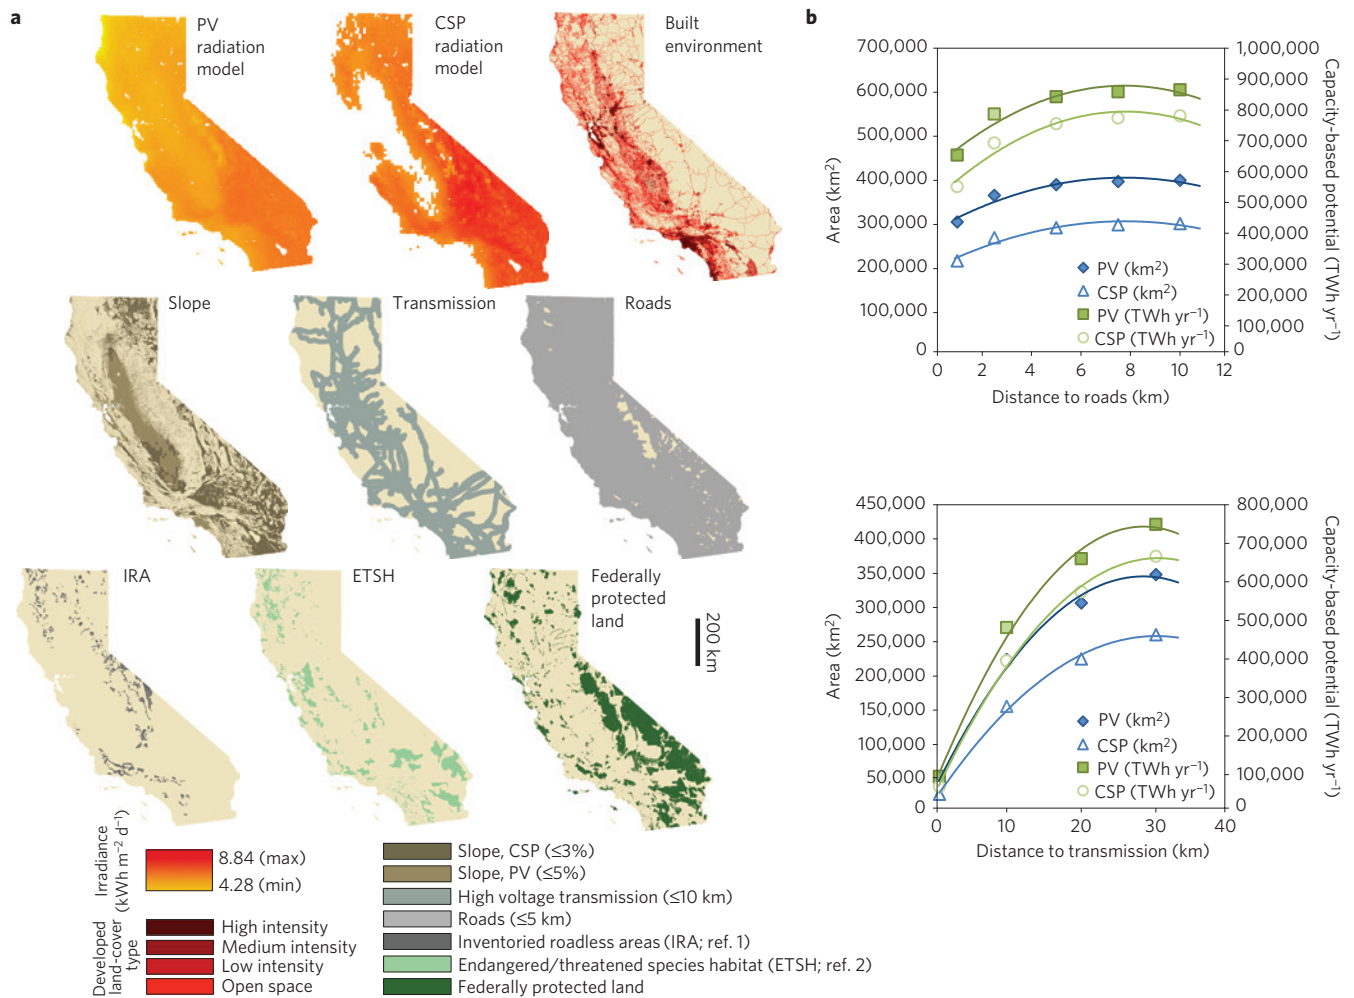 a
PV
radiation
model
CSP
radiation
model
Built
environment
Slope
Transmission
Roads
IRA
ETSH
Federally
protected
land
200 km
Irradiance
(kWh m⁻² d⁻¹)
8.84 (max)
4.28 (min)
Developed
land-cover
type
High intensity
Medium intensity
Low intensity
Open space
Slope, CSP (≤3%)
Slope, PV (≤5%)
High voltage transmission (≤10 km)
Roads (≤5 km)
Inventoried roadless areas (IRA; ref. 1)
Endangered/threatened species habitat (ETSH; ref. 2)
Federally protected land
b
700,000
600,000
500,000
400,000
300,000
200,000
100,000
0
Area (km²)
1,000,000
900,000
800,000
700,000
600,000
500,000
400,000
300,000
200,000
100,000
0
Capacity-based potential (TWh yr⁻¹)
PV (km²)
CSP (km²)
PV (TWh yr⁻¹)
CSP (TWh yr⁻¹)
0 2 4 6 8 10 12
Distance to roads (km)
450,000
400,000
350,000
300,000
250,000
200,000
150,000
100,000
50,000
0
Area (km²)
800,000
700,000
600,000
500,000
400,000
300,000
200,000
100,000
0
Capacity-based potential (TWh yr⁻¹)
PV (km²)
CSP (km²)
PV (TWh yr⁻¹)
CSP (TWh yr⁻¹)
0 10 20 30 40
Distance to transmission (km)